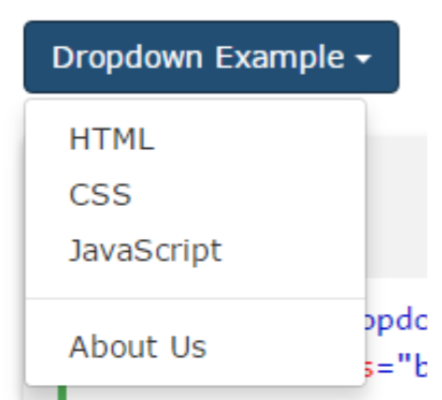 Dropdown Example
HTML
CSS
JavaScript
About Us
="b